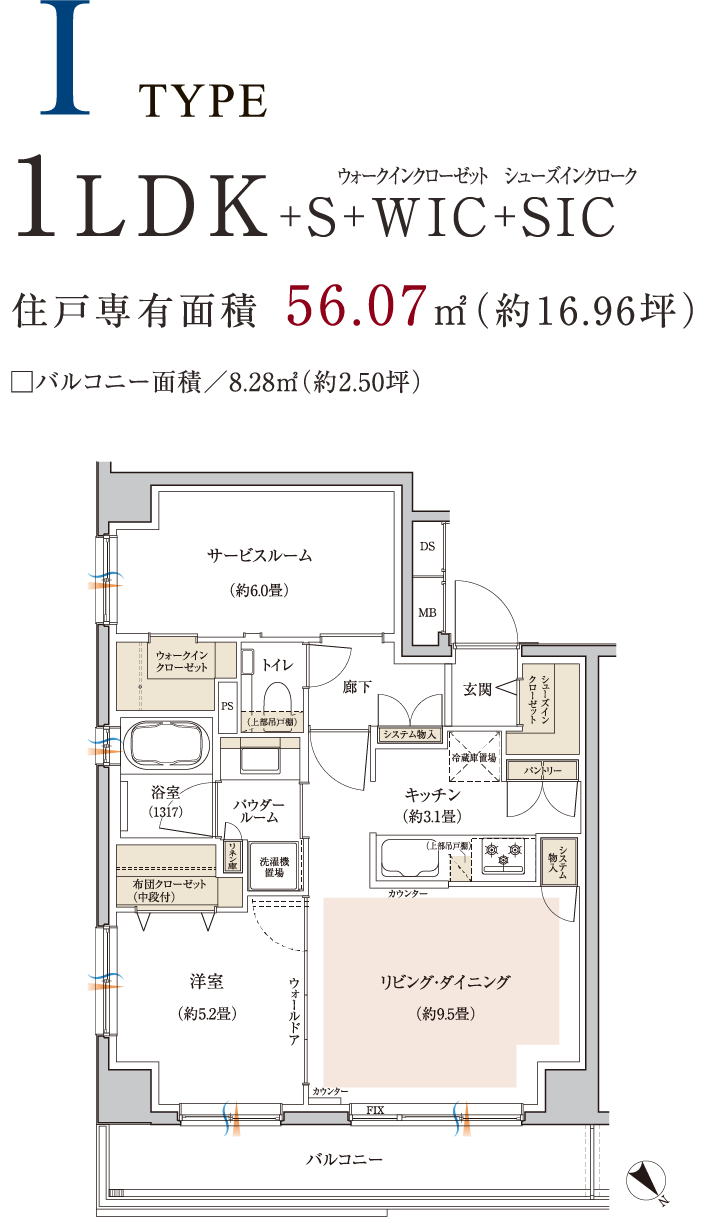 I TYPE
ウォークインクローゼット シューズインクローク
1LDK+S+WIC+SIC
住戸専有面積 56.07㎡(約16.96坪)
□バルコニー面積／8.28㎡(約2.50坪)
サービスルーム
(約6.0畳)
DS
MB
ウォークイン
クローゼット
トイレ
(上部吊戸棚)
PS
廊下
玄関
シューズイン
クローゼット
システム物入
冷蔵庫置場
パントリー
浴室
(1317)
パウダー
ルーム
キッチン
(約3.1畳)
リネン庫
洗濯機
置場
(上部吊戸棚)
システム
物入
カウンター
布団クローゼット
(中段付)
洋室
(約5.2畳)
ウォールドア
リビング・ダイニング
(約9.5畳)
カウンター
FIX
バルコニー
N